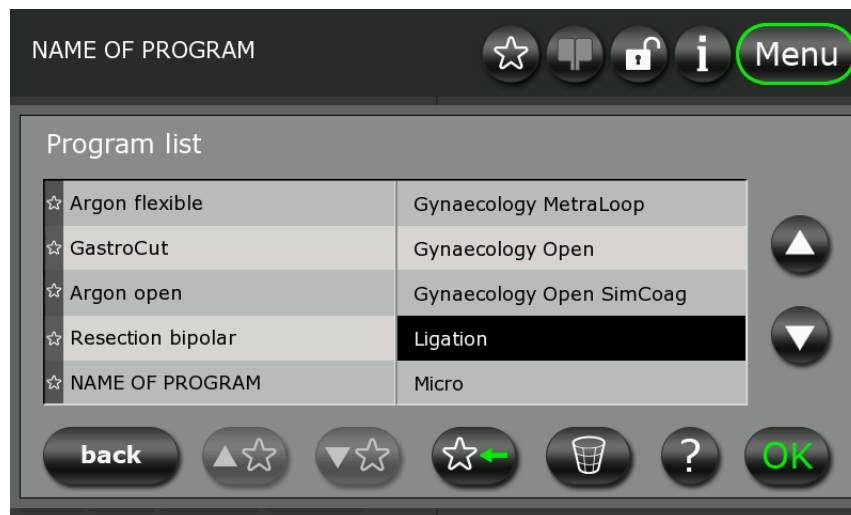 NAME OF PROGRAM
i
Menu
Program list
Argon flexible
Gynaecology MetraLoop
GastroCut
Gynaecology Open
Argon open
Gynaecology Open SimCoag
Resection bipolar
Ligation
NAME OF PROGRAM
Micro
back
?
OK